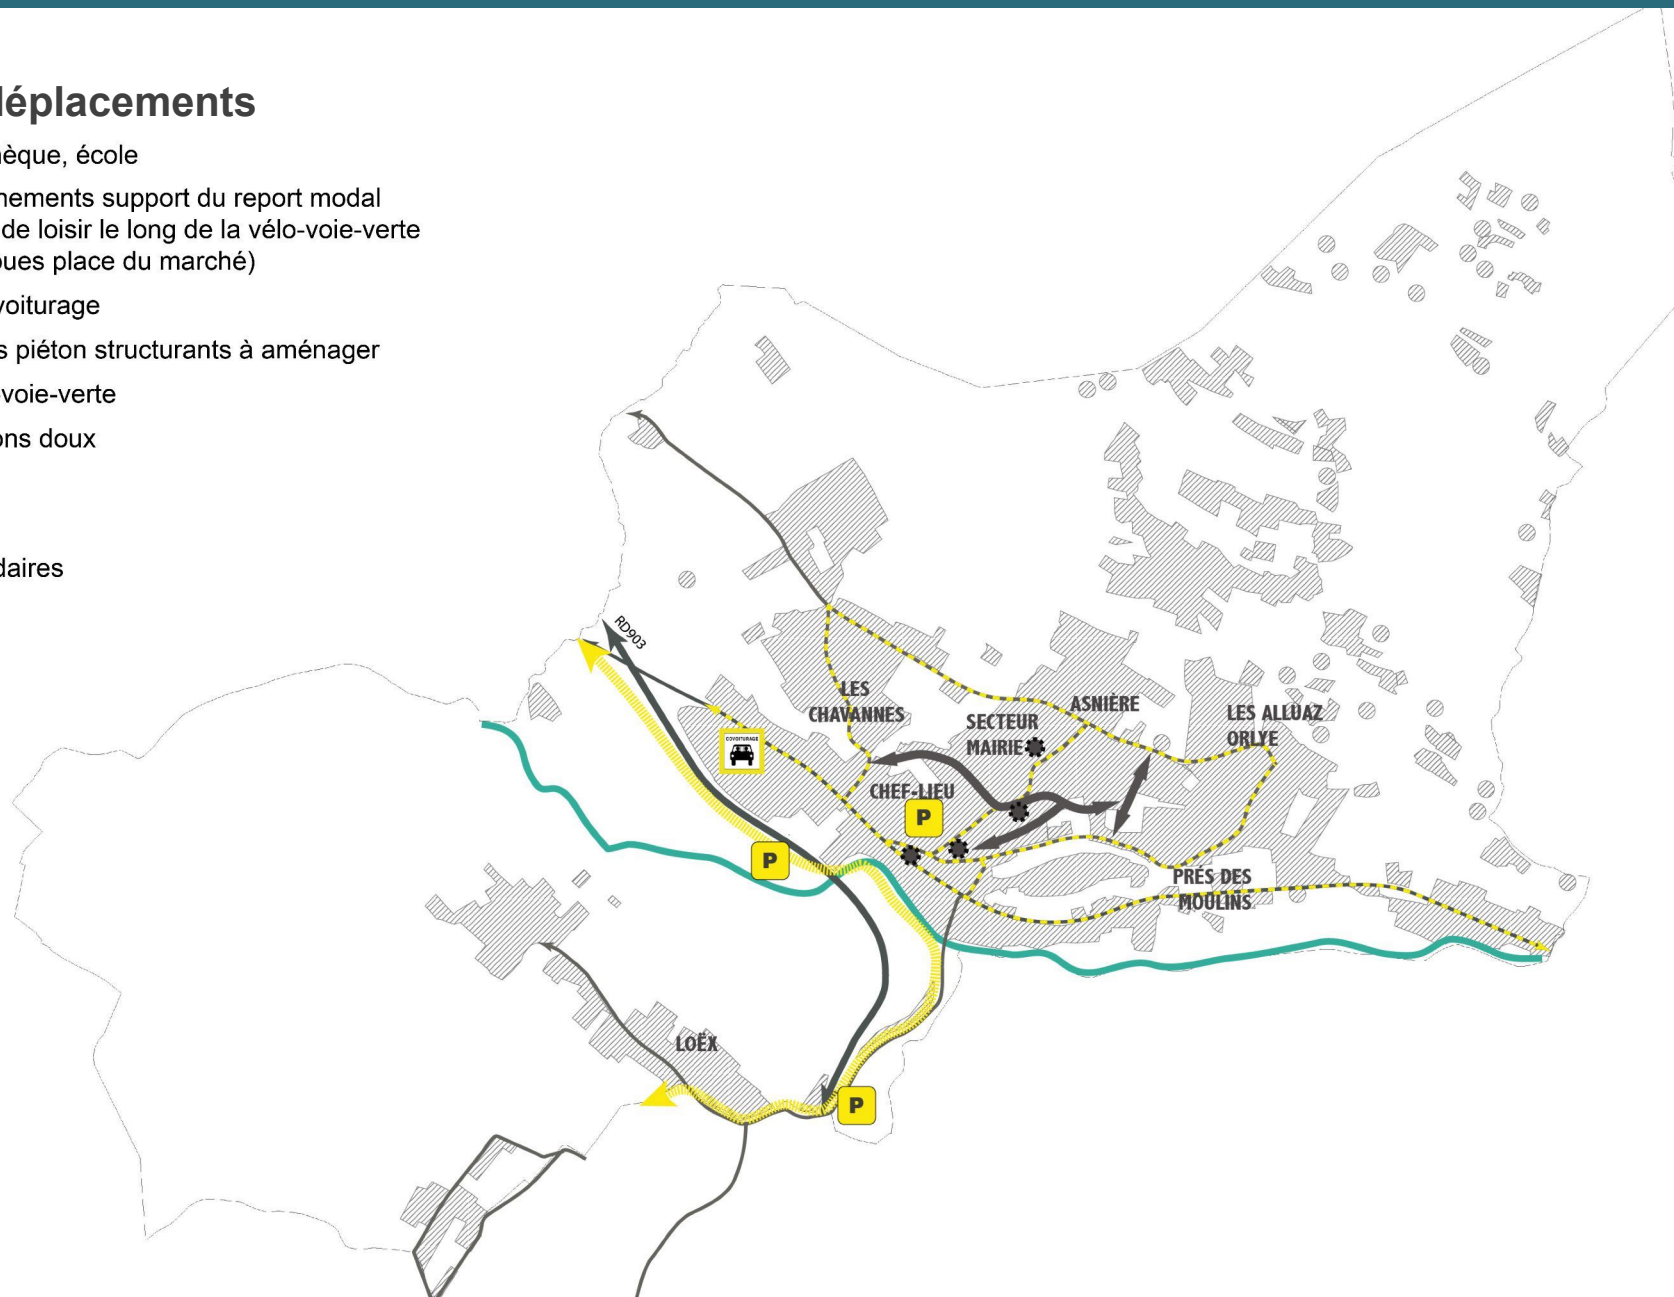 déplacements
hèque, école
nements support du report modal
de loisir le long de la vélo-voie-verte
oues place du marché)
voiturage
s piéton structurants à aménager
voie-verte
ons doux
daires
RD903
LES
CHAVANNES
SECTEUR
MAIRIE
ASNIÈRE
LES ALLUAZ
ORLYE
COVOITURAGE
CHEF-LIEU
P
P
PRÉS DES
MOULINS
LOËX
P